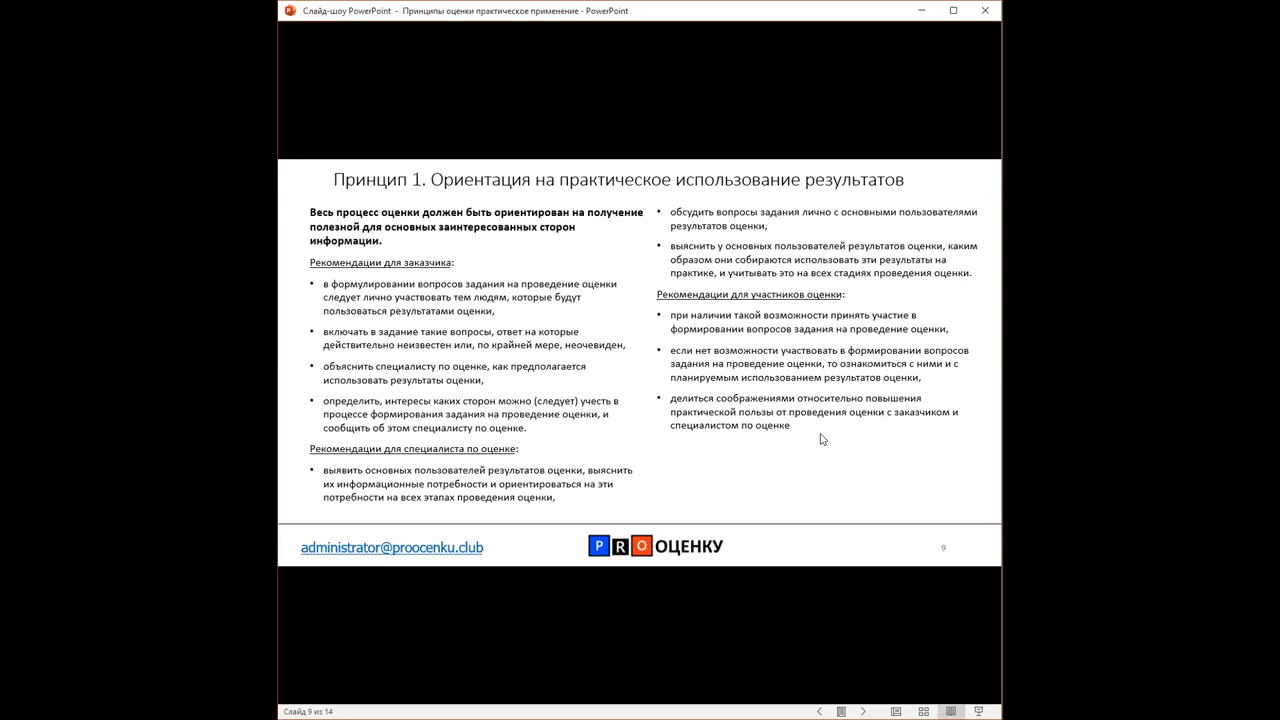 Слайд-шоу PowerPoint - Принципы оценки практическое применение - PowerPoint
Принцип 1. Ориентация на практическое использование результатов
Весь процесс оценки должен быть ориентирован на получение
полезной для основных заинтересованных сторон
информации.
Рекомендации для заказчика:
• в формулировании вопросов задания на проведение оценки
следует лично участвовать тем людям, которые будут
пользоваться результатами оценки,
• включать в задание такие вопросы, ответ на которые
действительно неизвестен или, по крайней мере, неочевиден,
• объяснить специалисту по оценке, как предполагается
использовать результаты оценки,
• определить, интересы каких сторон можно (следует) учесть в
процессе формирования задания на проведение оценки, и
сообщить об этом специалисту по оценке.
Рекомендации для специалиста по оценке:
• выявить основных пользователей результатов оценки, выяснить
их информационные потребности и ориентироваться на эти
потребности на всех этапах проведения оценки,
• обсудить вопросы задания лично с основными пользователями
результатов оценки,
• выяснить у основных пользователей результатов оценки, каким
образом они собираются использовать эти результаты на
практике, и учитывать это на всех стадиях проведения оценки.
Рекомендации для участников оценки:
• при наличии такой возможности принять участие в
формировании вопросов задания на проведение оценки,
• если нет возможности участвовать в формировании вопросов
задания на проведение оценки, то ознакомиться с ними и с
планируемым использованием результатов оценки,
• делиться соображениями относительно повышения
практической пользы от проведения оценки с заказчиком и
специалистом по оценке
administrator@proocenku.club
PRO ОЦЕНКУ
9
Слайд 9 из 14